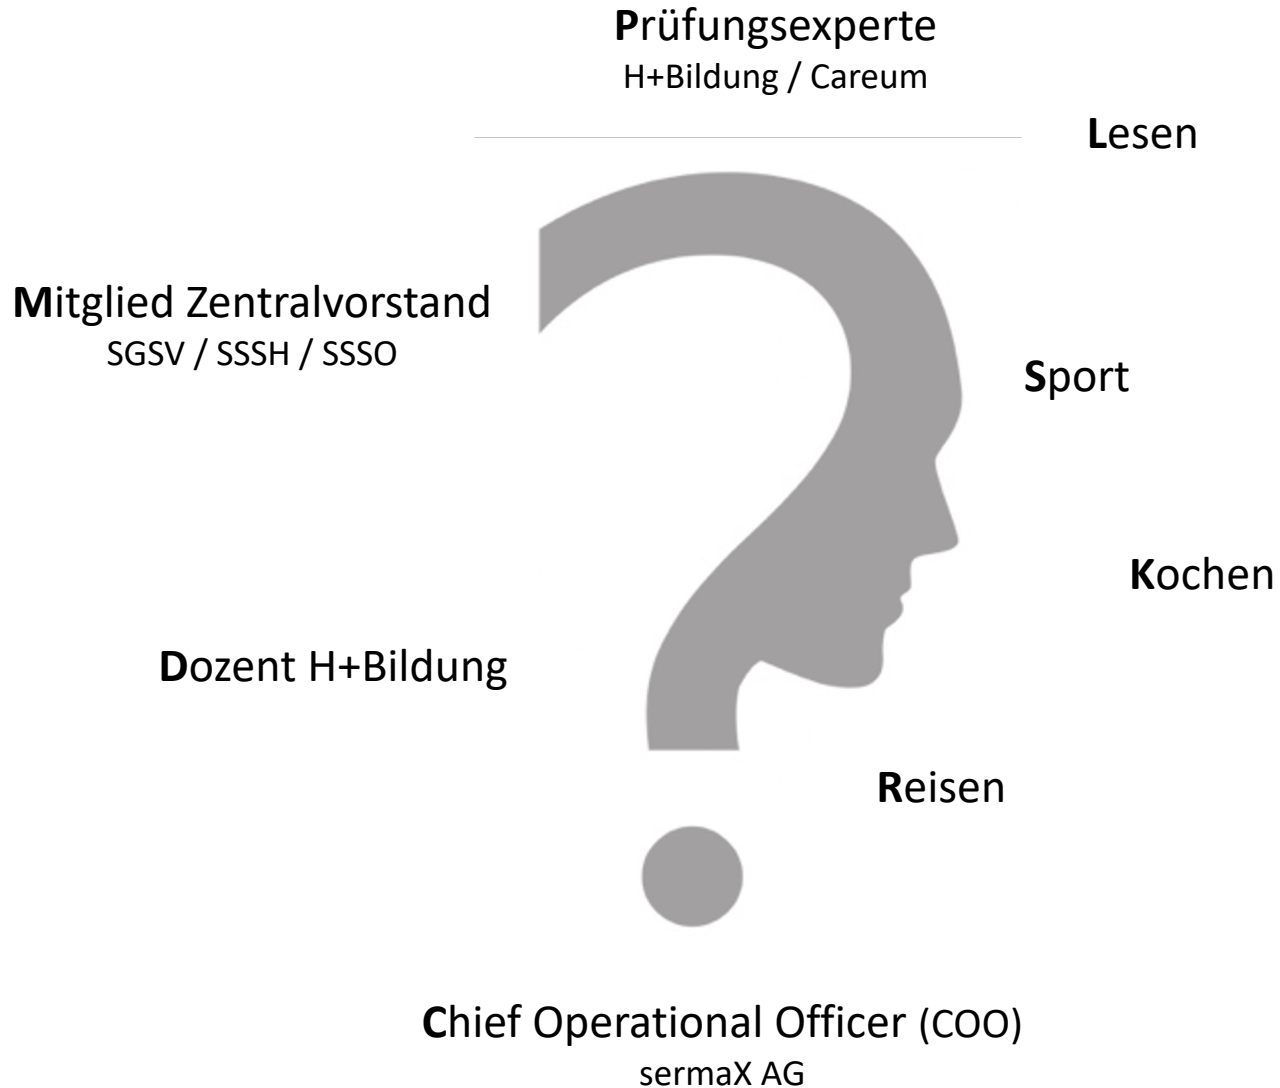 Prüfungsexperte
H+Bildung / Careum
Lesen
Mitglied Zentralvorstand
SGSV / SSSH / SSSO
Sport
Kochen
Dozent H+Bildung
Reisen
Chief Operational Officer (COO)
sermaX AG